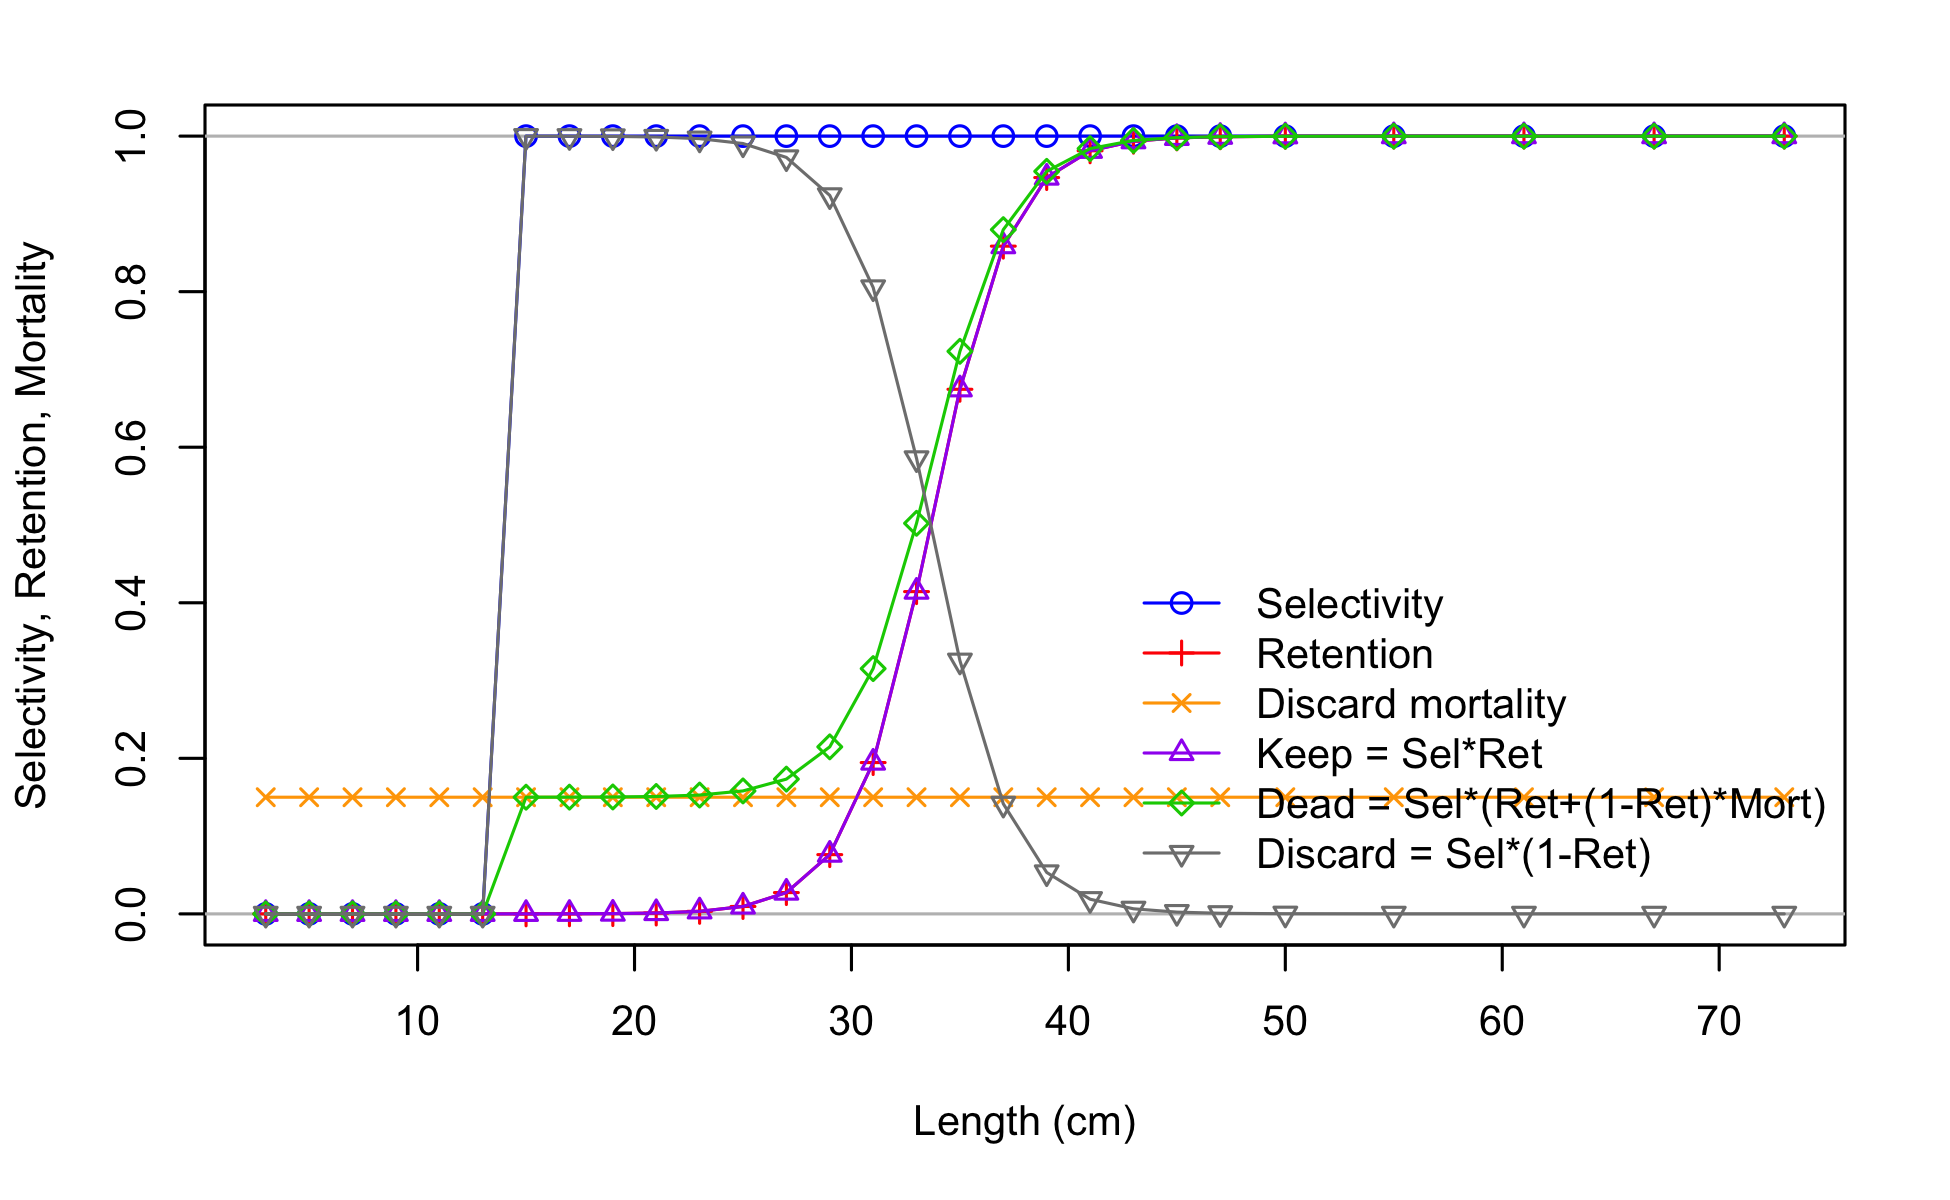 Selectivity, Retention, Mortality
1.0
0.8
0.6
0.4
0.2
0.0
Selectivity
Retention
Discard mortality
Keep = Sel*Ret
Dead = Sel*(Ret+(1-Ret)*Mort)
Discard = Sel*(1-Ret)
10 20 30 40 50 60 70
Length (cm)